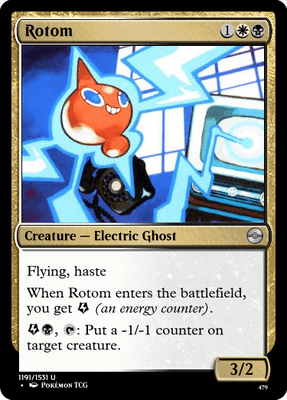 Rotom 1
Creature — Electric Ghost
Flying, haste
When Rotom enters the battlefield,
you get (an energy counter).
, : Put a -1/-1 counter on
target creature.
3/2
1191/1531 U
• Pokémon TCG
479